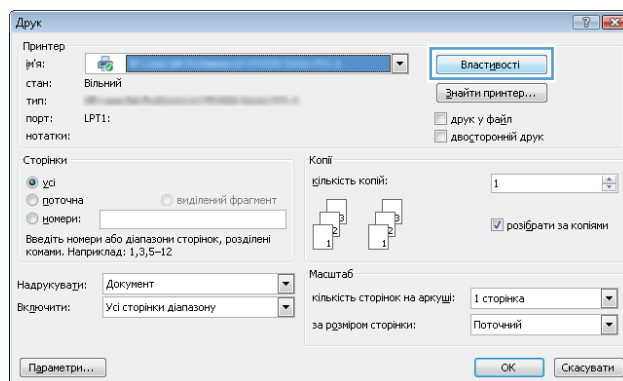 Друк
Принтер
ім'я:
Властивості
стан: Вільний
Знайти принтер...
тип:
порт: LPT1:
друк у файл
нотатки:
двосторонній друк
Сторінки
усі
поточна
виділений фрагмент
номери:
Введіть номери або діапазони сторінок, розділені
комами. Наприклад: 1,3,5–12
Копії
кількість копій: 1
розібрати за копіями
Надрукувати: Документ
Включити: Усі сторінки діапазону
Масштаб
кількість сторінок на аркуші: 1 сторінка
за розміром сторінки: Поточний
Параметри...
OK
Скасувати